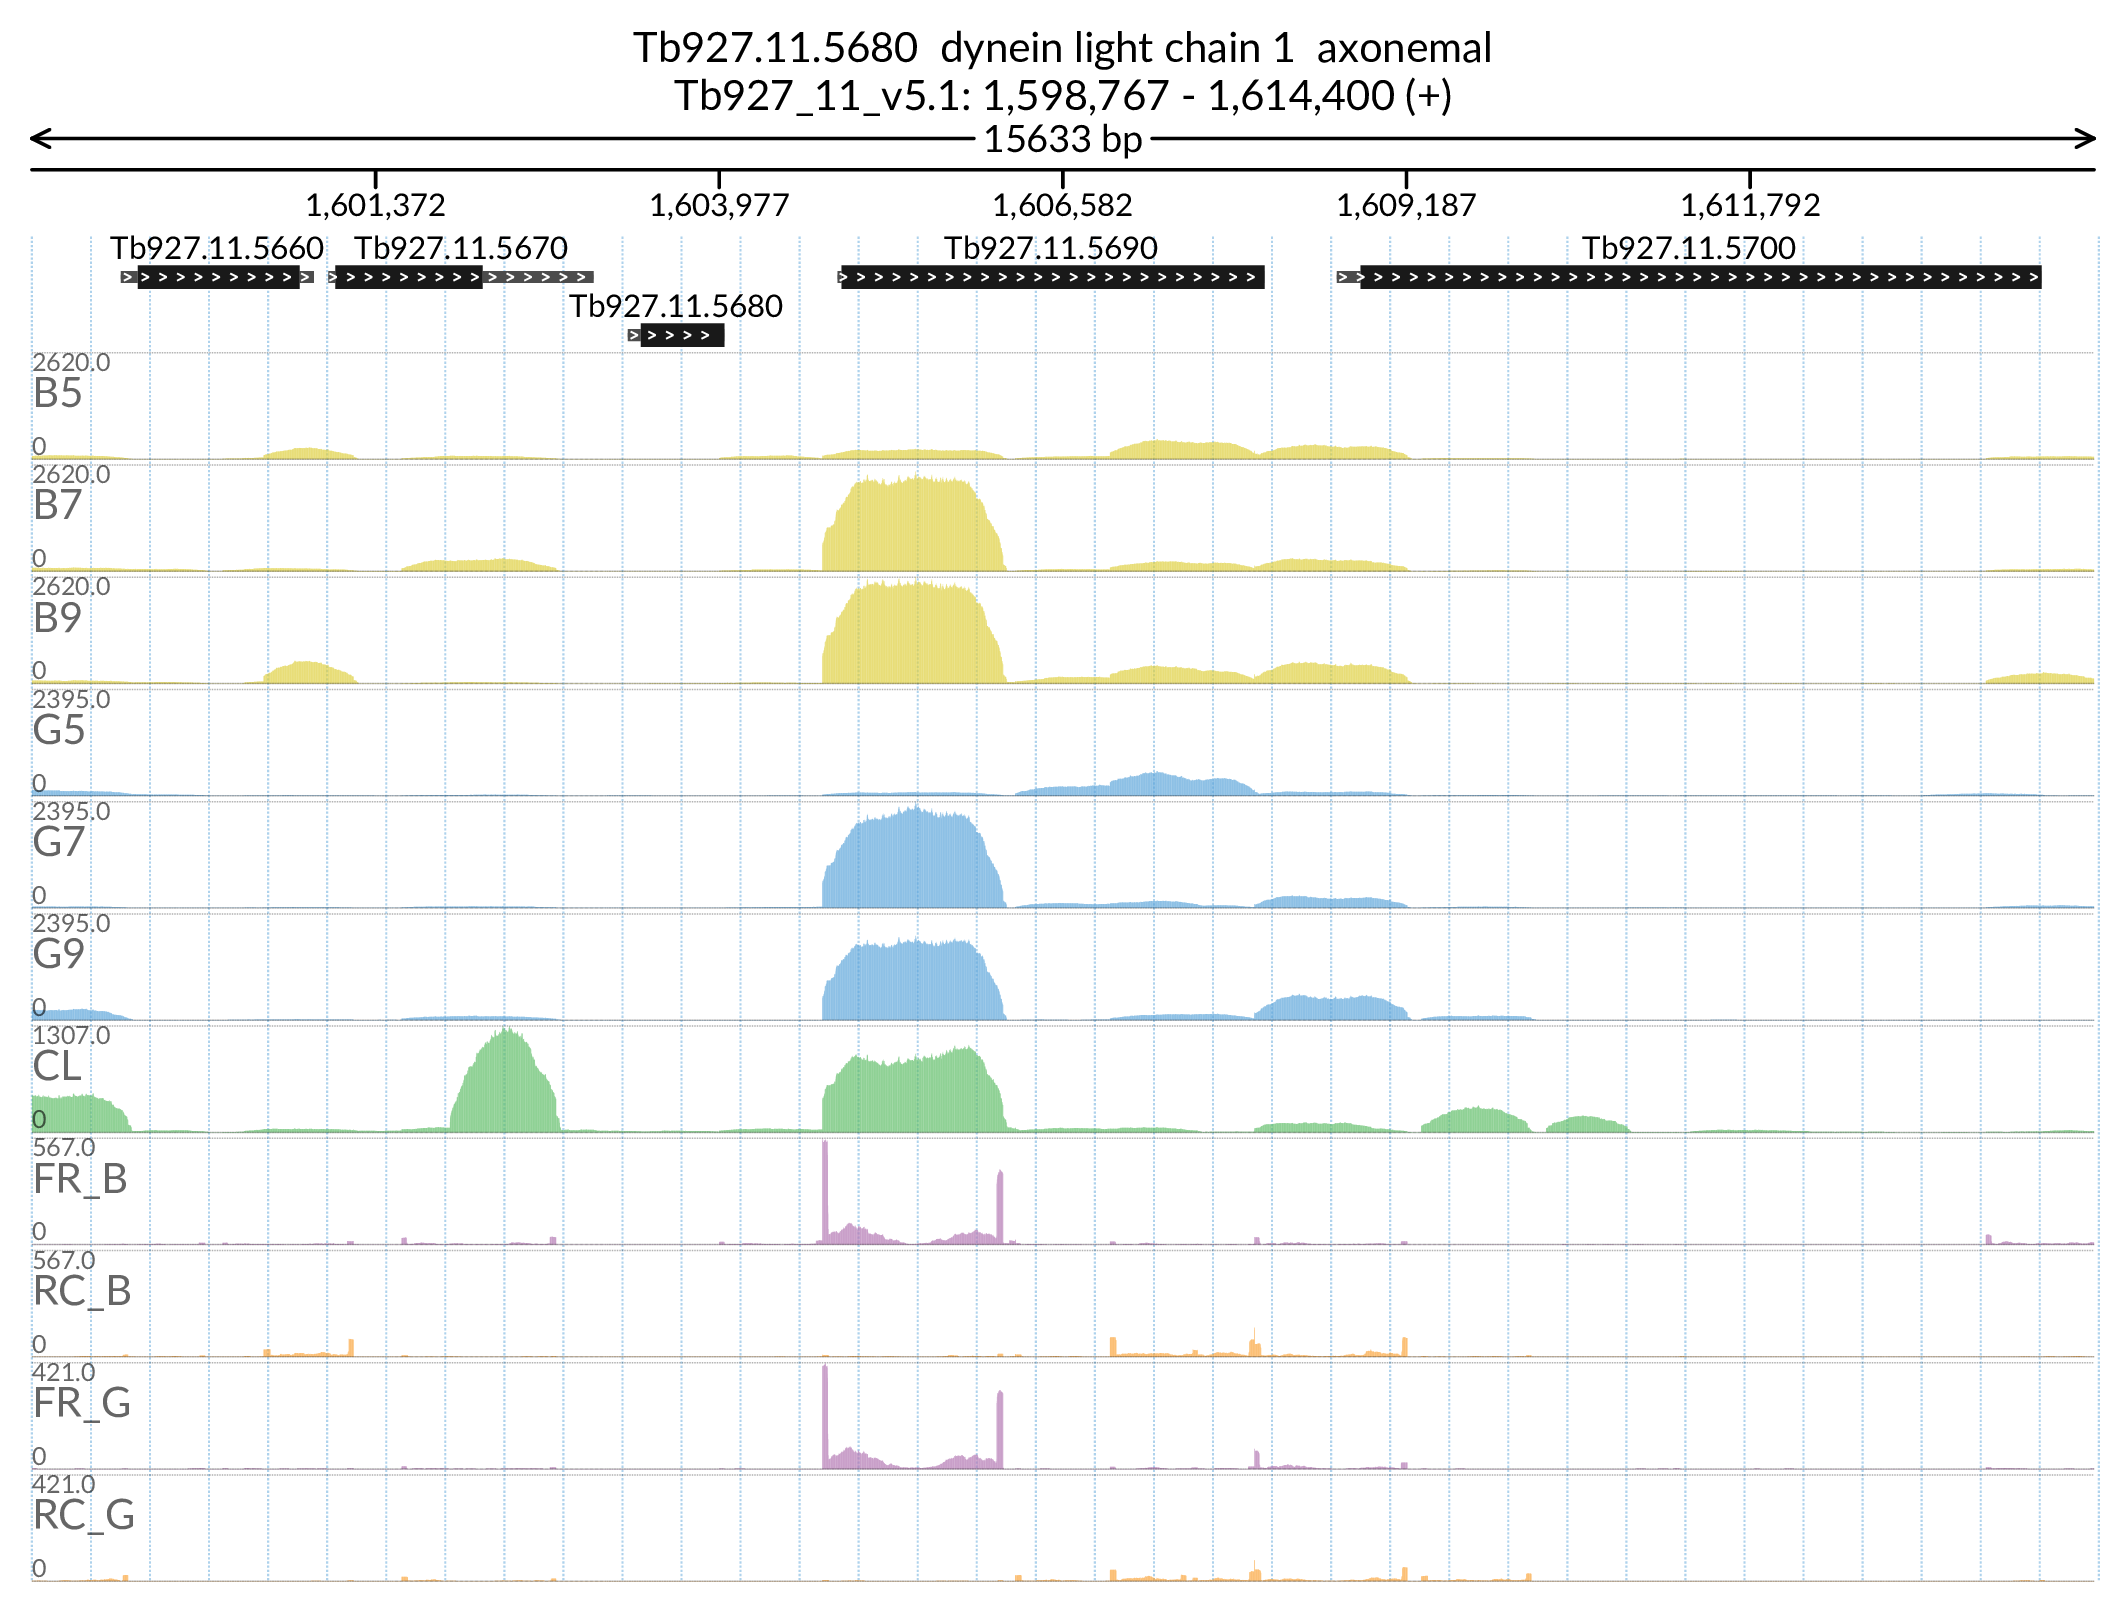 Tb927.11.5680  dynein light chain 1  axonemal
Tb927_11_v5.1: 1,598,767 - 1,614,400 (+)
15633 bp
1,601,372 1,603,977 1,606,582 1,609,187 1,611,792
Tb927.11.5660 Tb927.11.5670 Tb927.11.5690 Tb927.11.5700
Tb927.11.5680
2620.0
B5
0
2620.0
B7
0
2620.0
B9
0
2395.0
G5
0
2395.0
G7
0
2395.0
G9
0
1307.0
CL
0
567.0
FR_B
0
567.0
RC_B
0
421.0
FR_G
0
421.0
RC_G
0